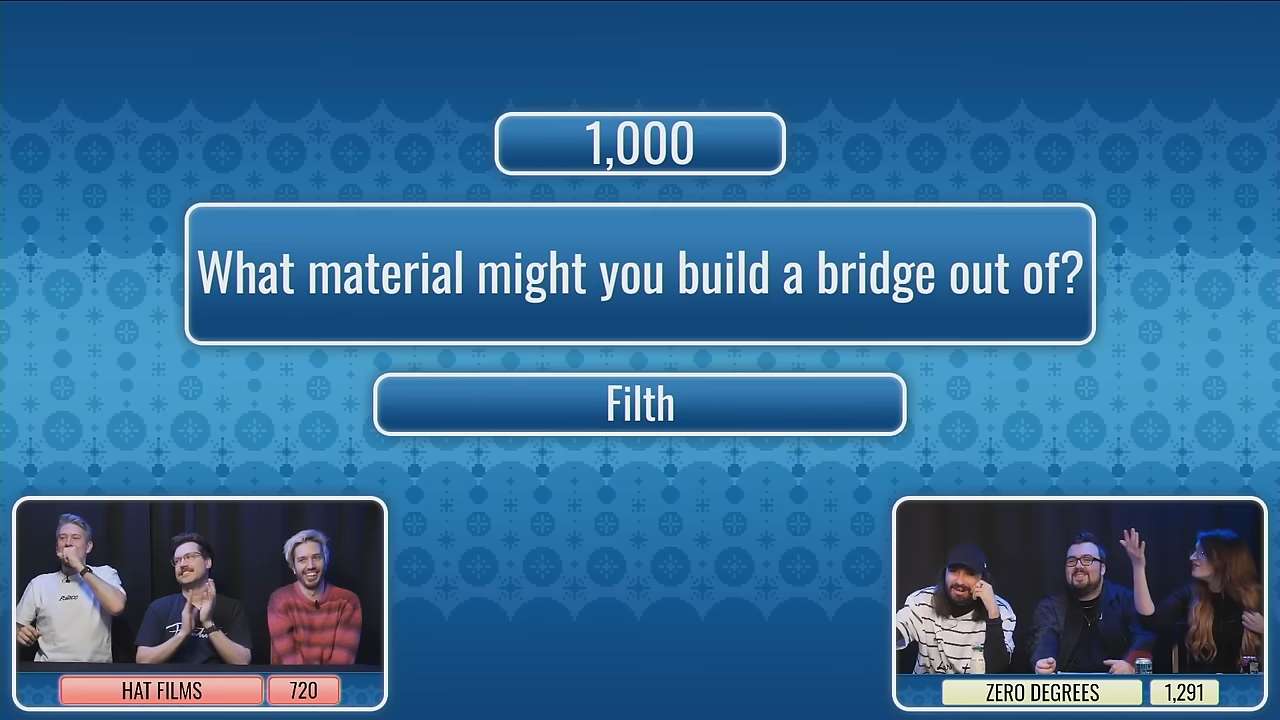 1,000
What material might you build a bridge out of?
Filth
HAT FILMS
720
ZERO DEGREES
1,291